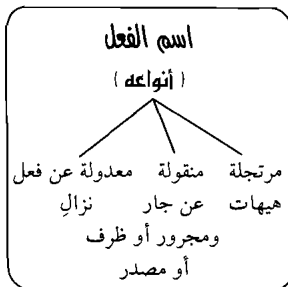 اسم الفعل
( أنواعه )
مرتجلة منقولة معدولة عن فعل
هيهات عن جار نزالِ
ومجرور أو ظرف
أو مصدر